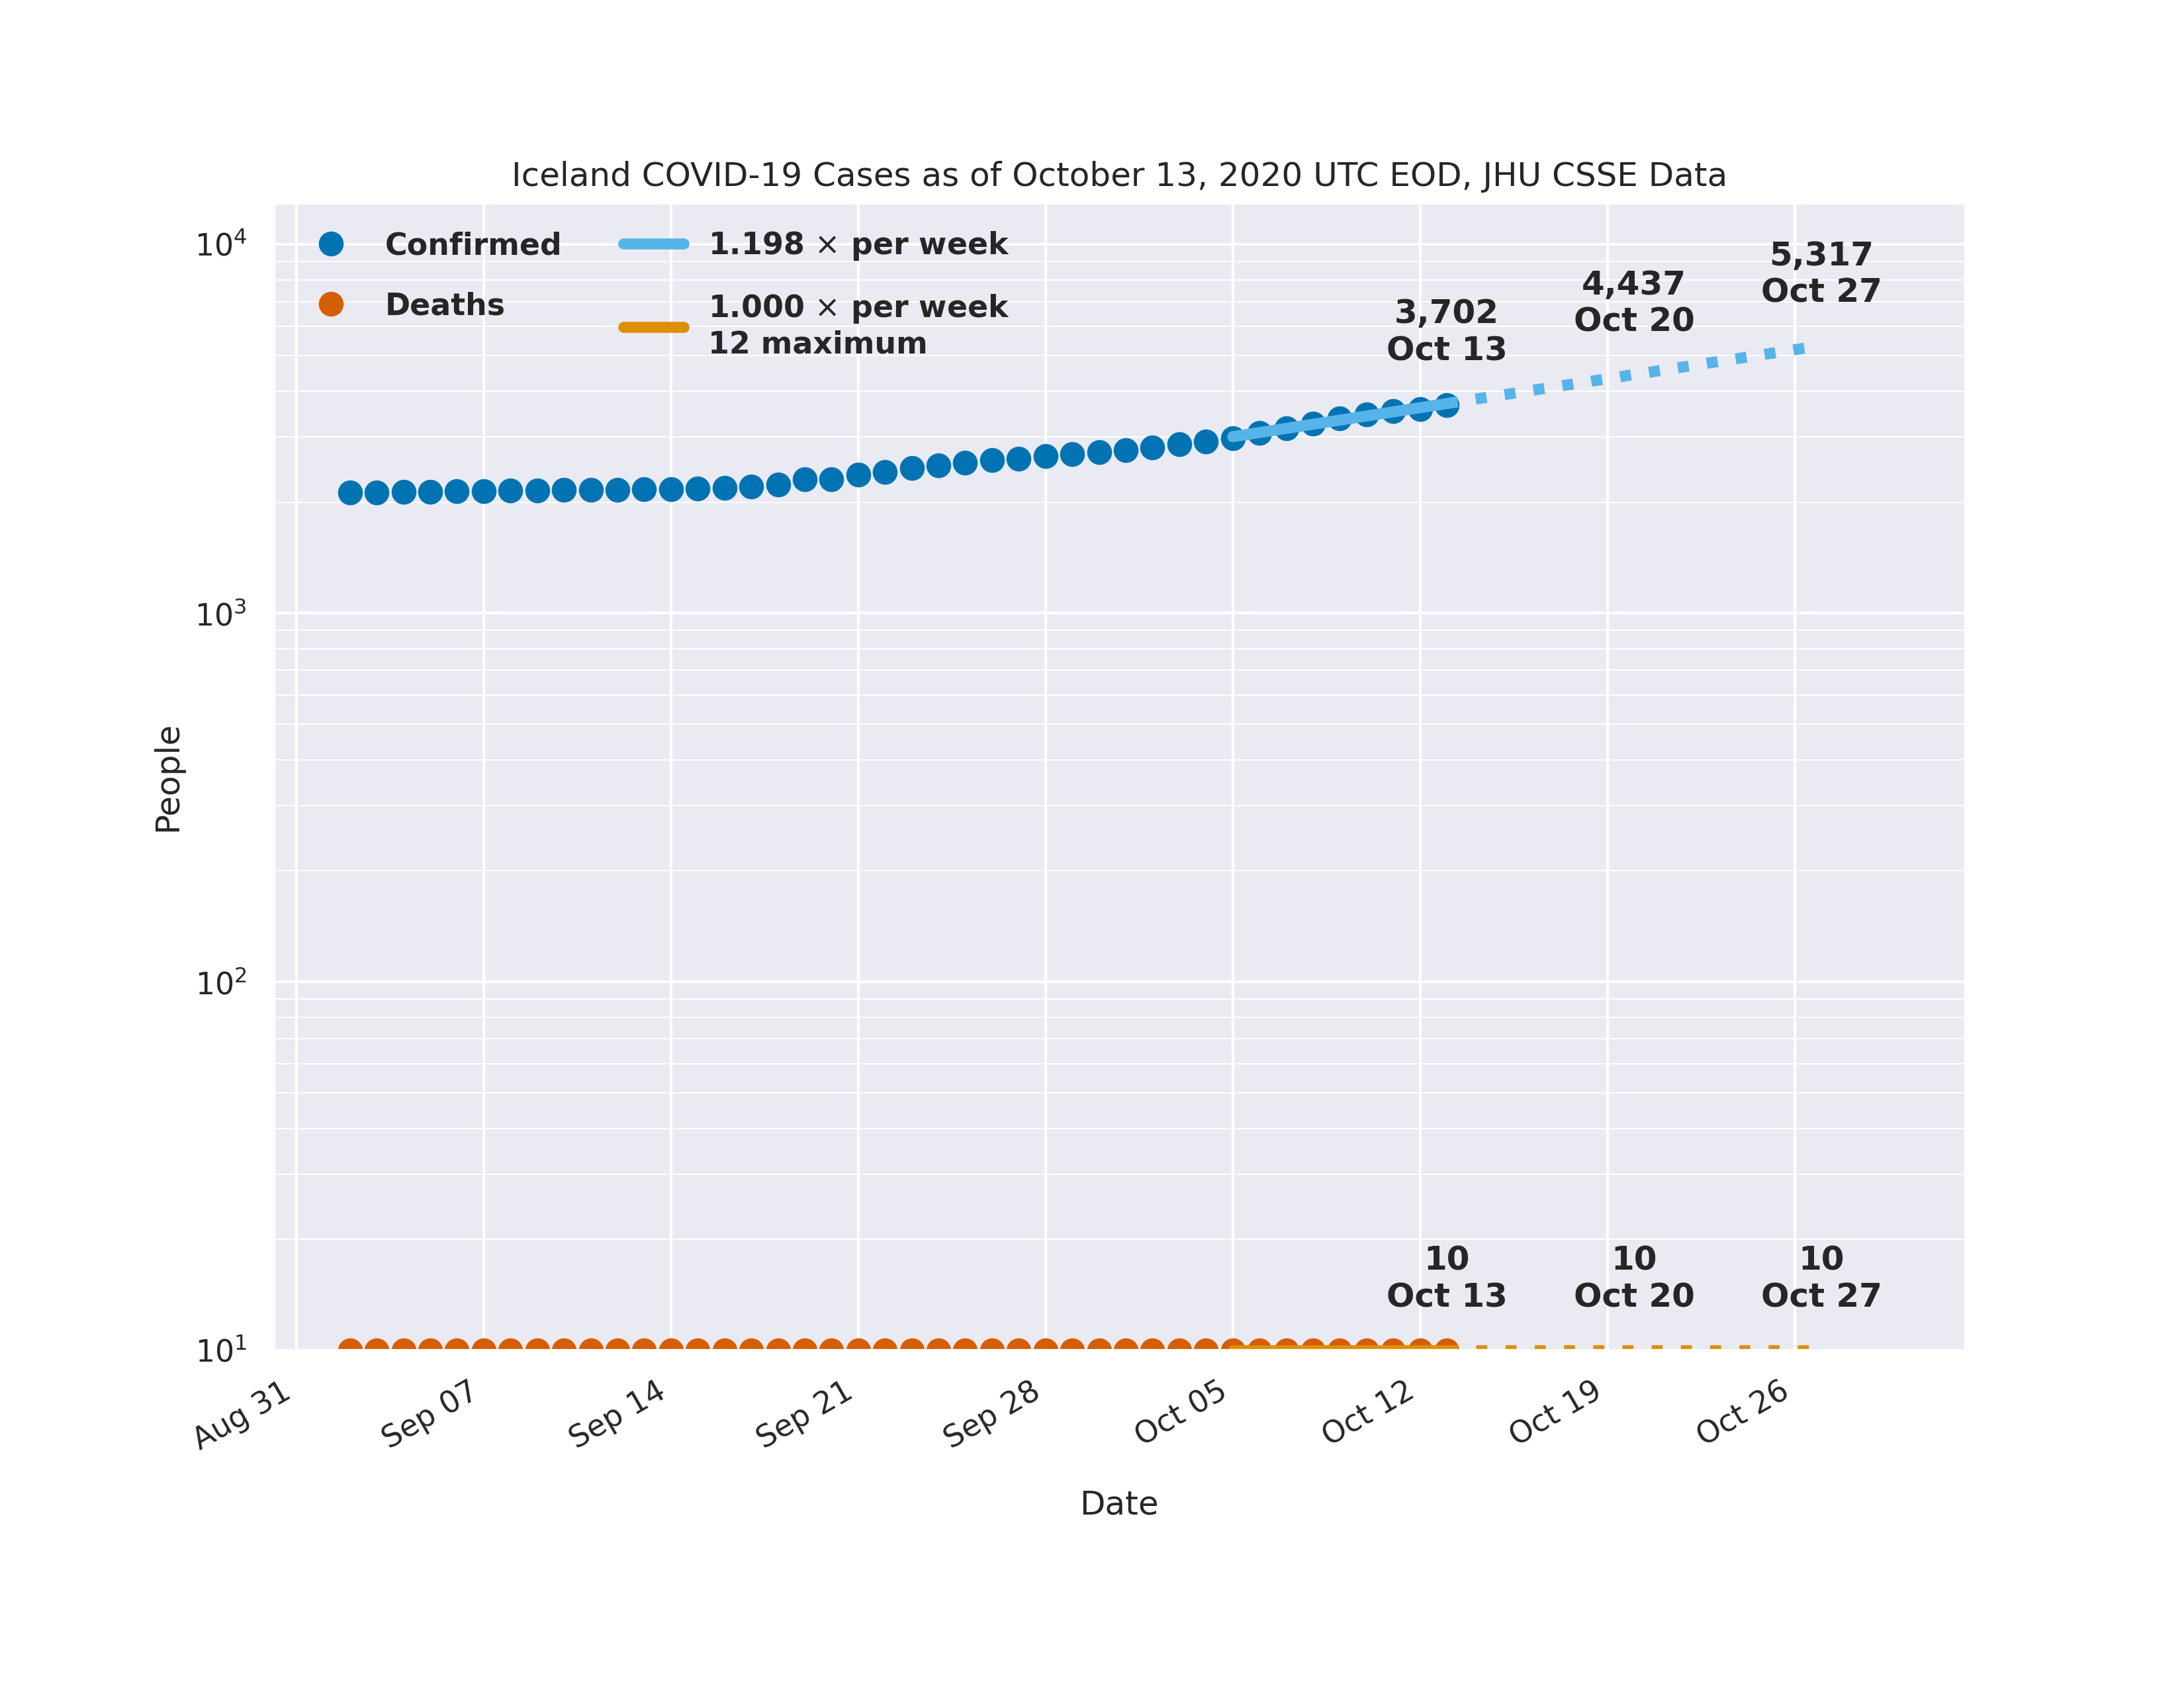 Iceland COVID-19 Cases as of October 13, 2020 UTC EOD, JHU CSSE Data
Confirmed
Deaths
1.198 × per week
1.000 × per week
12 maximum
3,702
Oct 13
4,437
Oct 20
5,317
Oct 27
10⁴
10³
10²
10¹
People
10
Oct 13
10
Oct 20
10
Oct 27
Aug 31
Sep 07
Sep 14
Sep 21
Sep 28
Oct 05
Oct 12
Oct 19
Oct 26
Date